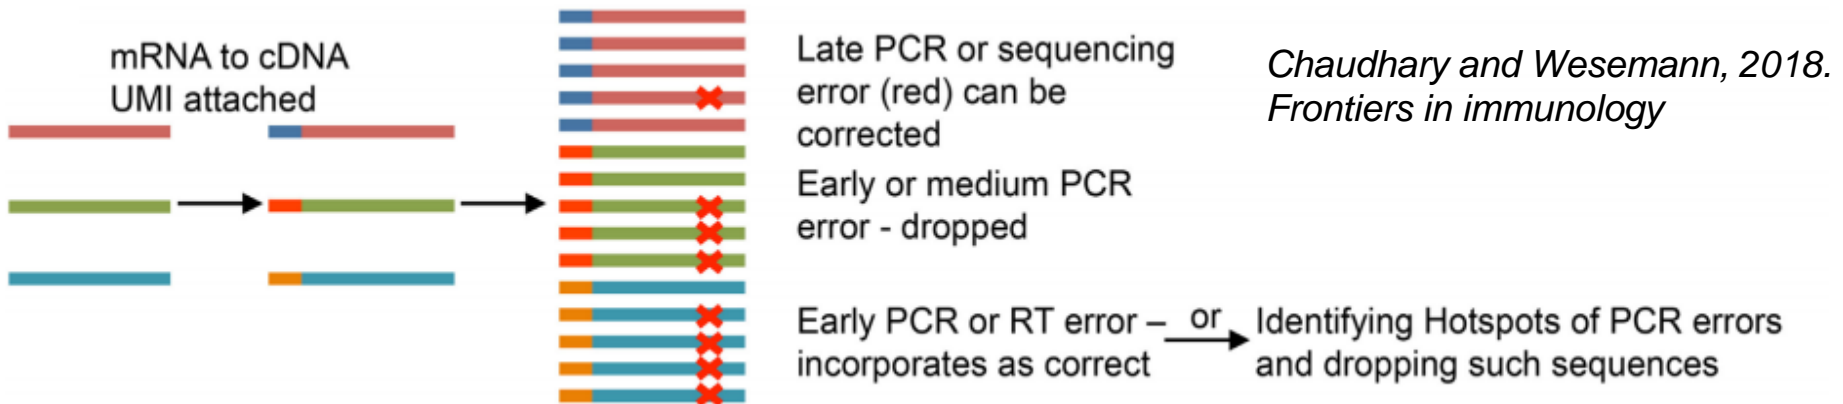 mRNA to cDNA
UMI attached
Late PCR or sequencing
error (red) can be
corrected
Early or medium PCR
error - dropped
Early PCR or RT error –
incorporates as correct
or
Identifying Hotspots of PCR errors
and dropping such sequences
Chaudhary and Wesemann, 2018.
Frontiers in immunology